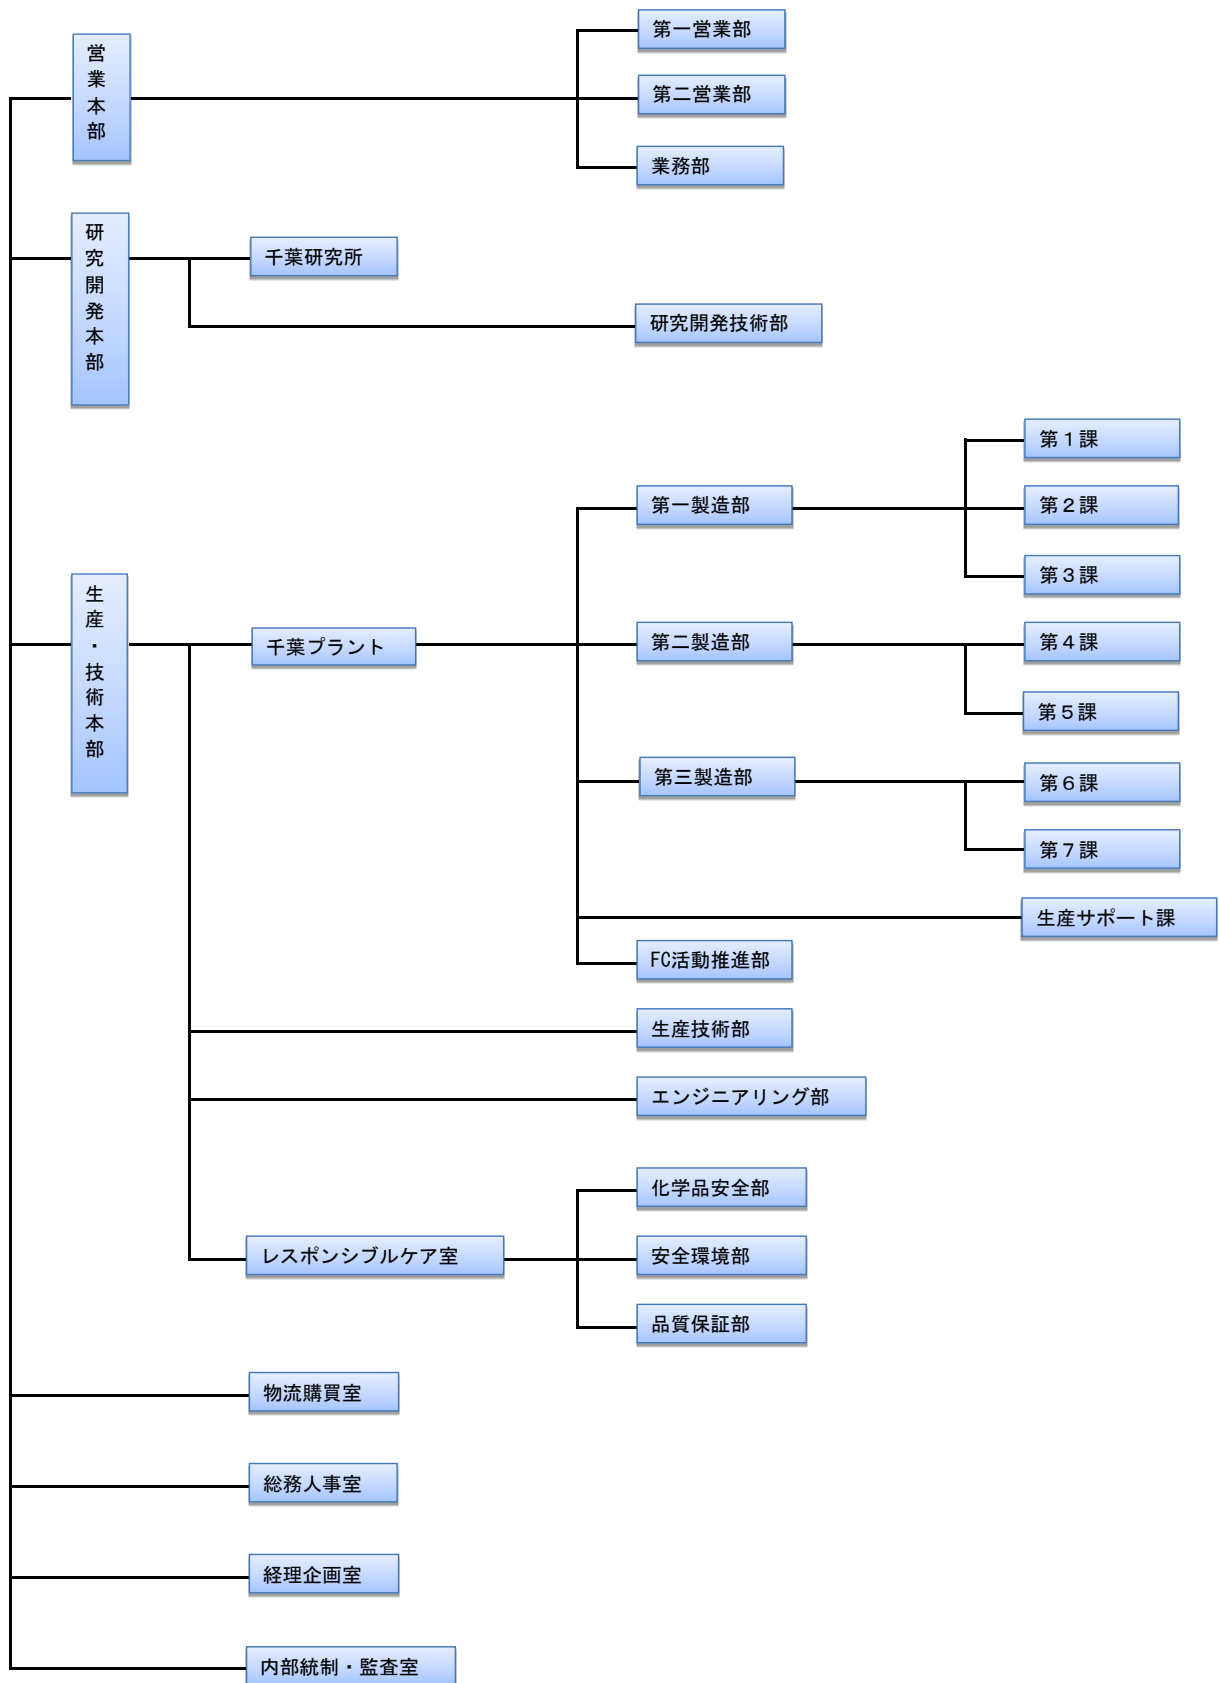 営業本部
第一営業部
第二営業部
業務部
研究開発本部
千葉研究所
研究開発技術部
生産・技術本部
千葉プラント
第一製造部
第１課
第２課
第３課
第二製造部
第４課
第５課
第三製造部
第６課
第７課
生産サポート課
FC活動推進部
生産技術部
エンジニアリング部
レスポンシブルケア室
化学品安全部
安全環境部
品質保証部
物流購買室
総務人事室
経理企画室
内部統制・監査室